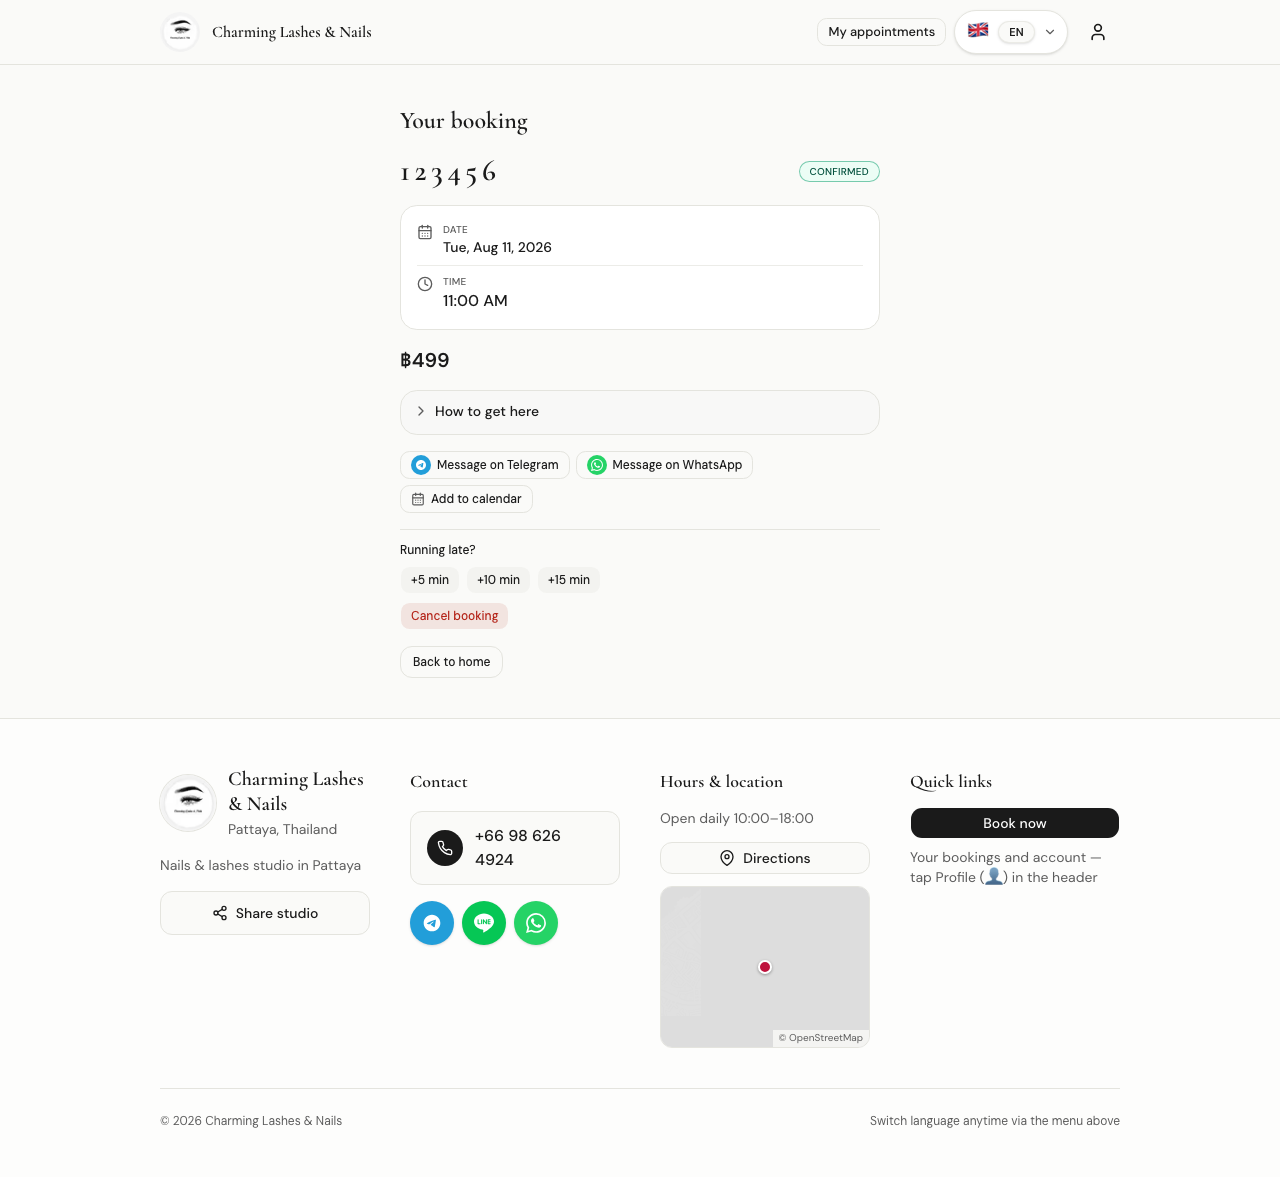 Charming Lashes & Nails
My appointments
EN
Your booking
123456
CONFIRMED
DATE
Tue, Aug 11, 2026
TIME
11:00 AM
฿499
How to get here
Message on Telegram
Message on WhatsApp
Add to calendar
Running late?
+5 min
+10 min
+15 min
Cancel booking
Back to home
Charming Lashes
& Nails
Pattaya, Thailand
Nails & lashes studio in Pattaya
Share studio
Contact
+66 98 626
4924
LINE
Hours & location
Open daily 10:00–18:00
Directions
© OpenStreetMap
Quick links
Book now
Your bookings and account —
tap Profile (👤) in the header
© 2026 Charming Lashes & Nails
Switch language anytime via the menu above